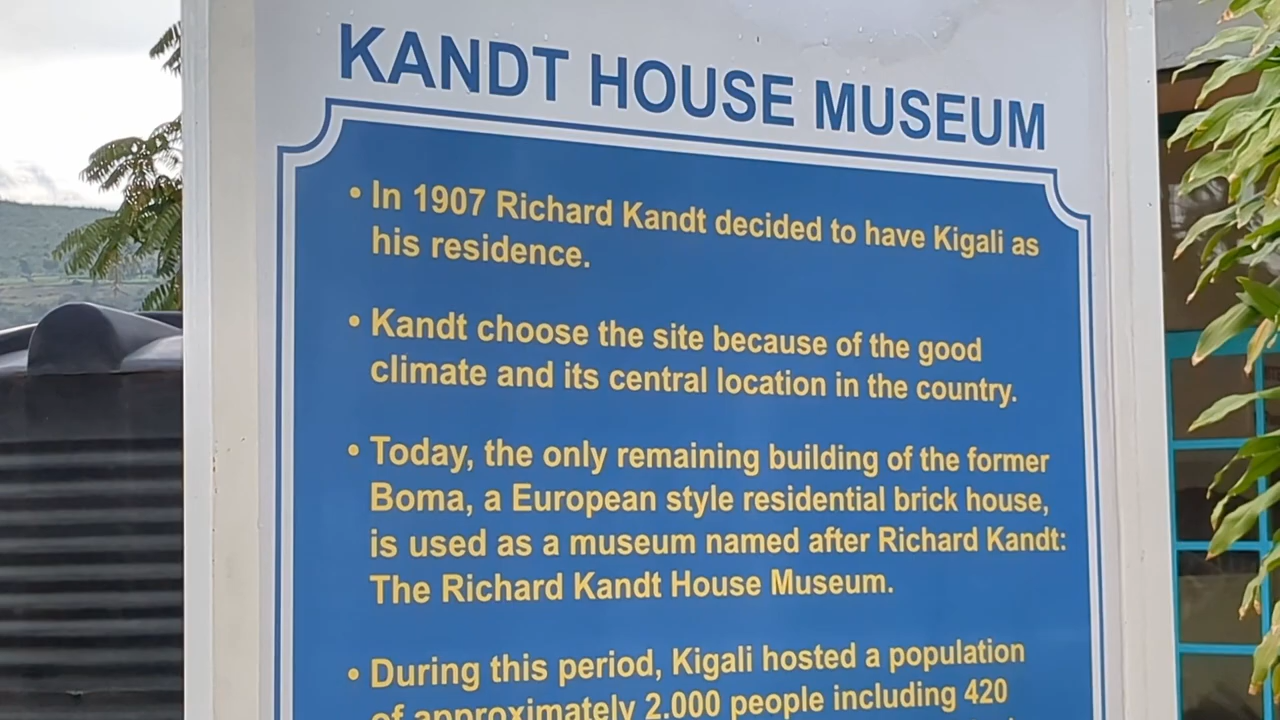 KANDT HOUSE MUSEUM
• In 1907 Richard Kandt decided to have Kigali as
his residence.
• Kandt choose the site because of the good
climate and its central location in the country.
• Today, the only remaining building of the former
Boma, a European style residential brick house,
is used as a museum named after Richard Kandt:
The Richard Kandt House Museum.
• During this period, Kigali hosted a population
of approximately 2.000 people including 420